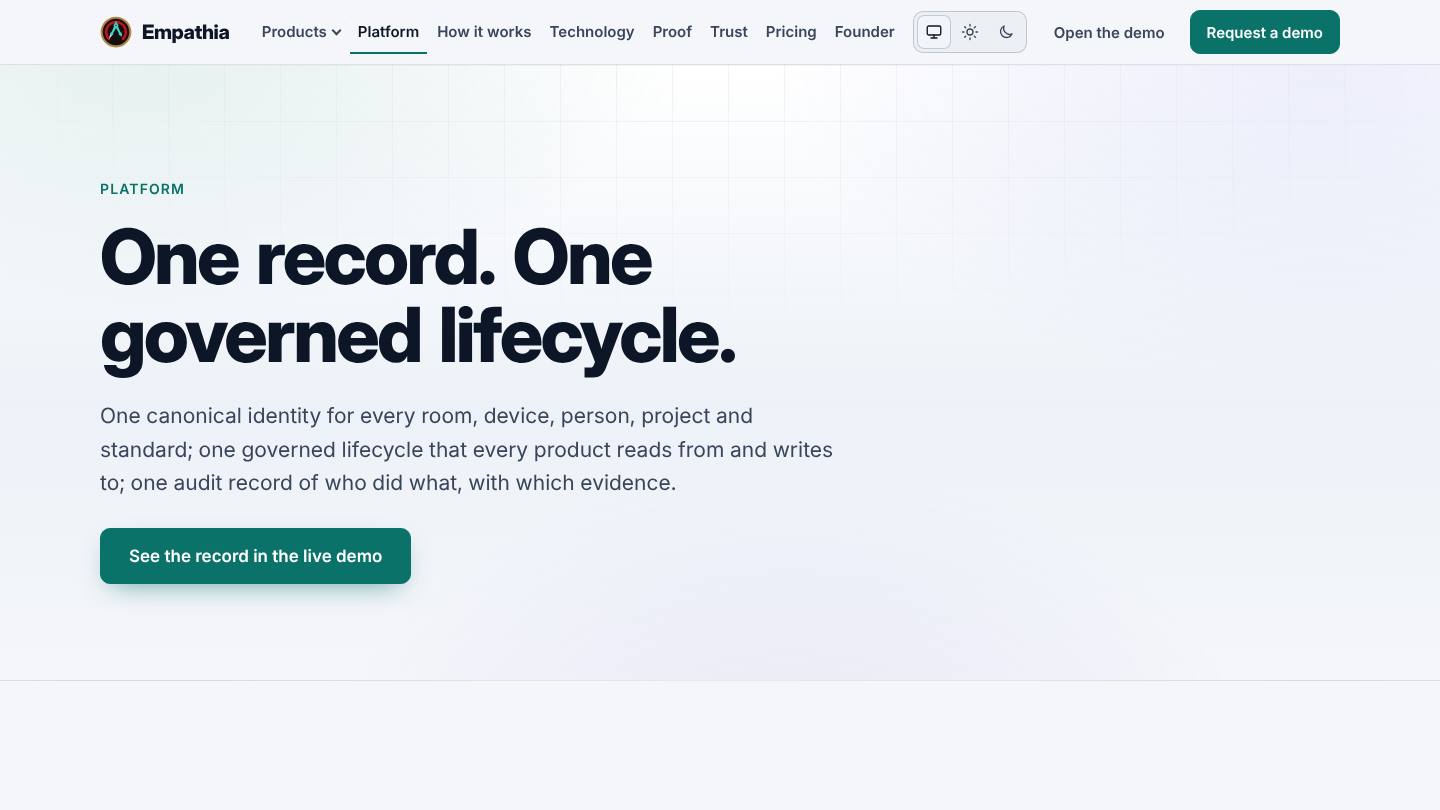 Empathia
Products
Platform
How it works
Technology
Proof
Trust
Pricing
Founder
Open the demo
Request a demo
PLATFORM
One record. One
governed lifecycle.
One canonical identity for every room, device, person, project and
standard; one governed lifecycle that every product reads from and writes
to; one audit record of who did what, with which evidence.
See the record in the live demo